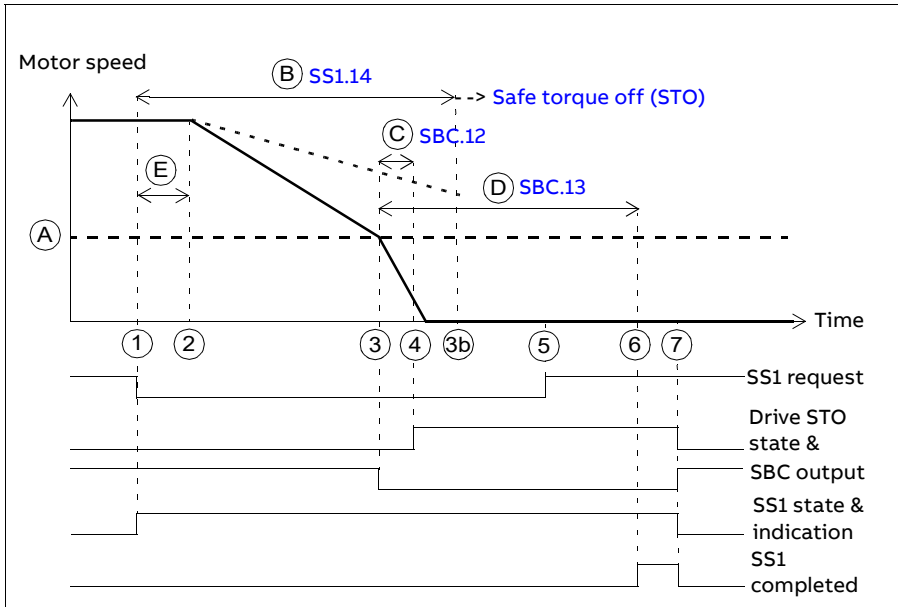 B SS1.14
Motor speed
Safe torque off (STO)
C SBC.12
E
D SBC.13
A
Time
1 2 3 4 3b 5 6 7
SS1 request
Drive STO
state &
SBC output
SS1 state &
indication
SS1
completed